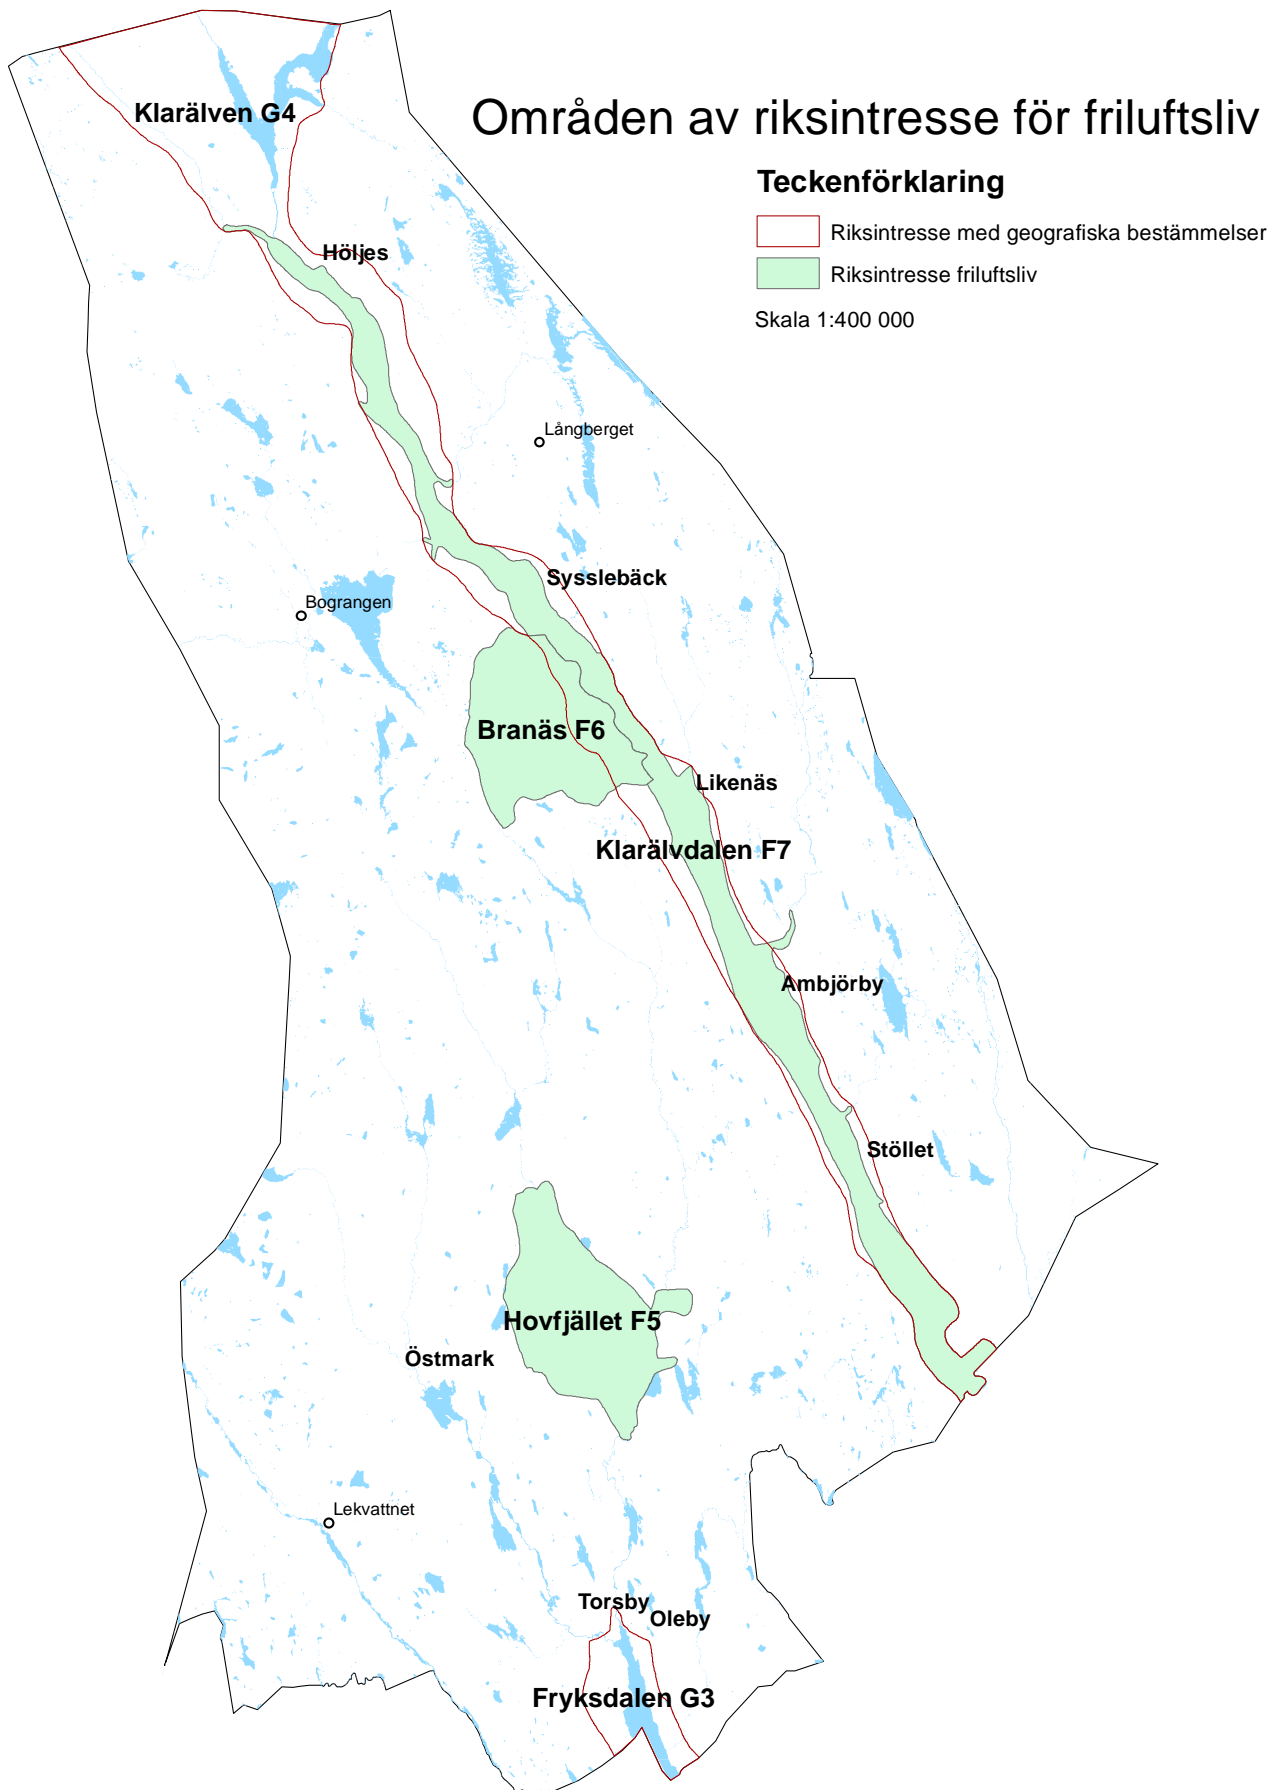 Områden av riksintresse för friluftsliv
Teckenförklaring
Riksintresse med geografiska bestämmelser
Riksintresse friluftsliv
Skala 1:400 000
Klarälven G4
Höljes
Långberget
Sysslebäck
Bograngen
Branäs F6
Likenäs
Klarälvdalen F7
Ambjörby
Stöllet
Hovfjället F5
Östmark
Lekvattnet
Torsby
Oleby
Fryksdalen G3